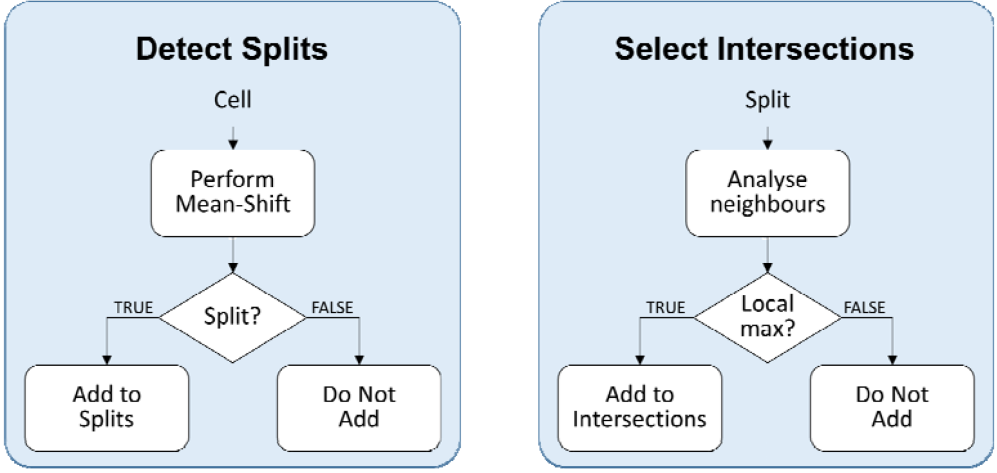 Detect Splits
Cell
Perform
Mean-Shift
Split?
TRUE
FALSE
Add to
Splits
Do Not
Add
Select Intersections
Split
Analyse
neighbours
Local
max?
TRUE
FALSE
Add to
Intersections
Do Not
Add